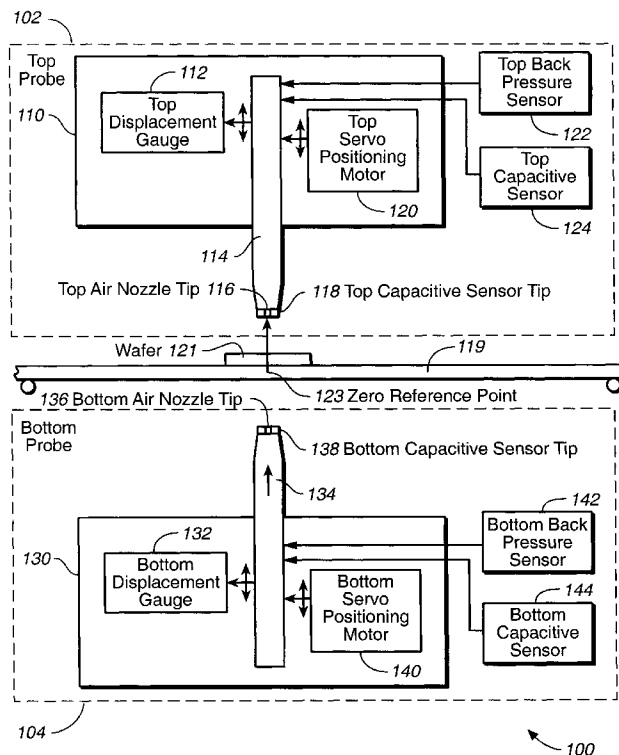 102
Top
Probe
110
112
Top
Displacement
Gauge
Top
Servo
Positioning
Motor
120
Top Back
Pressure
Sensor
122
Top
Capacitive
Sensor
124
114
Top Air Nozzle Tip 116
118 Top Capacitive Sensor Tip
Wafer 121
119
123 Zero Reference Point
136 Bottom Air Nozzle Tip
Bottom
Probe
138 Bottom Capacitive Sensor Tip
134
130
132
Bottom
Displacement
Gauge
Bottom
Servo
Positioning
Motor
140
142
Bottom Back
Pressure
Sensor
144
Bottom
Capacitive
Sensor
104
100